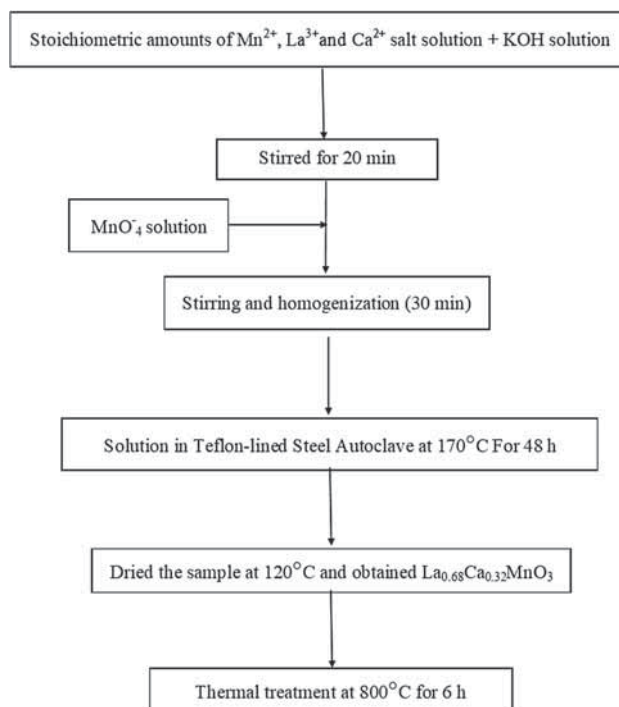 Stoichiometric amounts of Mn²⁺, La³⁺and Ca²⁺ salt solution + KOH solution
Stirred for 20 min
MnO⁻₄ solution
Stirring and homogenization (30 min)
Solution in Teflon-lined Steel Autoclave at 170°C For 48 h
Dried the sample at 120°C and obtained La₀.₆₈Ca₀.₃₂MnO₃
Thermal treatment at 800°C for 6 h